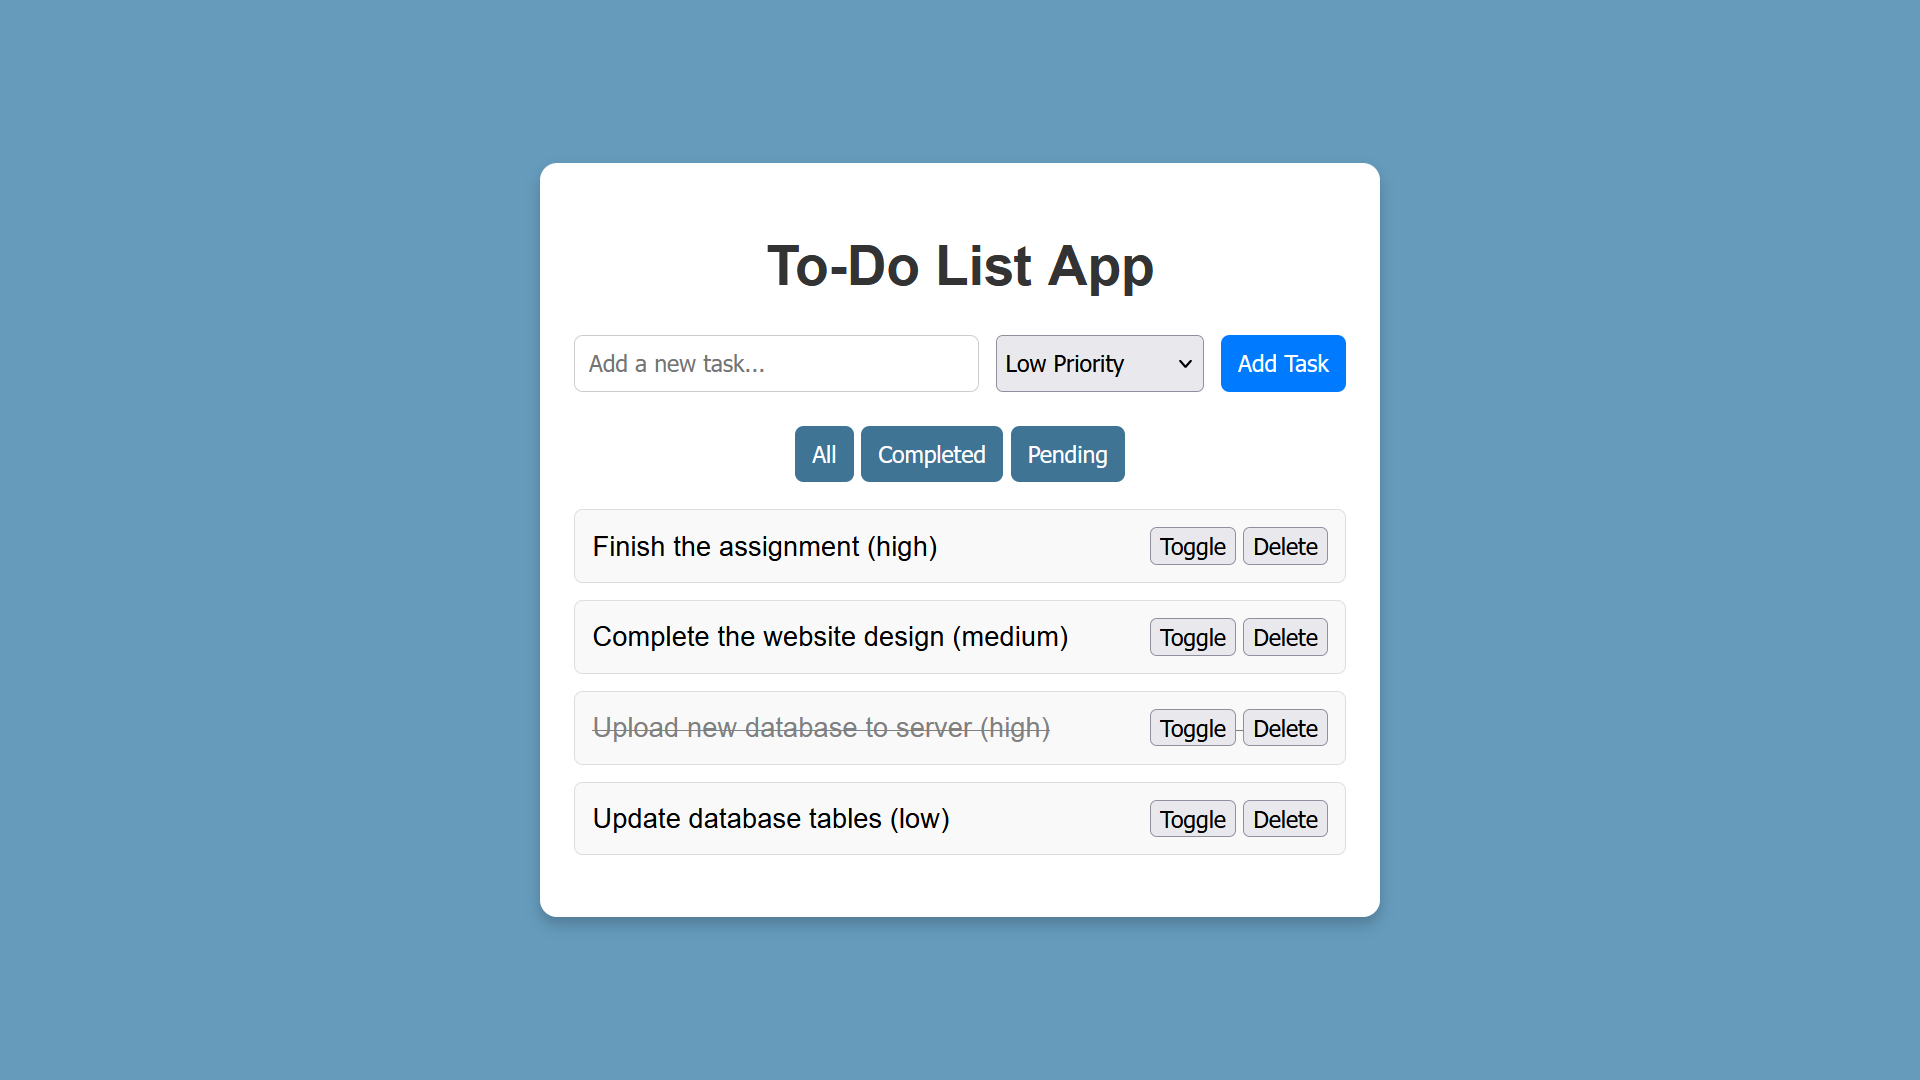 To-Do List App
Add a new task... Low Priority Add Task
All Completed Pending
Finish the assignment (high) Toggle Delete
Complete the website design (medium) Toggle Delete
Upload new database to server (high) Toggle Delete
Update database tables (low) Toggle Delete